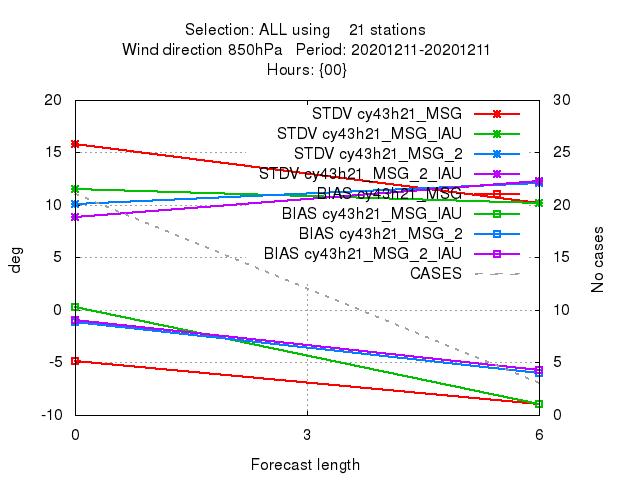 Selection: ALL using 21 stations
Wind direction 850hPa Period: 20201211-20201211
Hours: {00}
20
15
10
5
0
-5
-10
30
25
20
15
10
5
0
STDV cy43h21_MSG
STDV cy43h21_MSG_IAU
STDV cy43h21_MSG_2
STDV cy43h21_MSG_2_IAU
BIAS cy43h21_MSG
BIAS cy43h21_MSG_IAU
BIAS cy43h21_MSG_2
BIAS cy43h21_MSG_2_IAU
CASES
deg
No cases
0 3 6
Forecast length